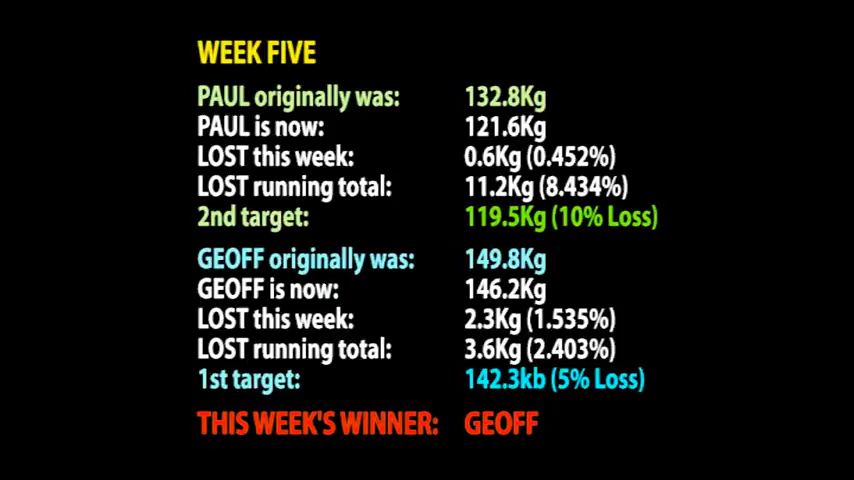 WEEK FIVE
PAUL originally was: 132.8Kg
PAUL is now: 121.6Kg
LOST this week: 0.6Kg (0.452%)
LOST running total: 11.2Kg (8.434%)
2nd target: 119.5Kg (10% Loss)
GEOFF originally was: 149.8Kg
GEOFF is now: 146.2Kg
LOST this week: 2.3Kg (1.535%)
LOST running total: 3.6Kg (2.403%)
1st target: 142.3kb (5% Loss)
THIS WEEK'S WINNER: GEOFF